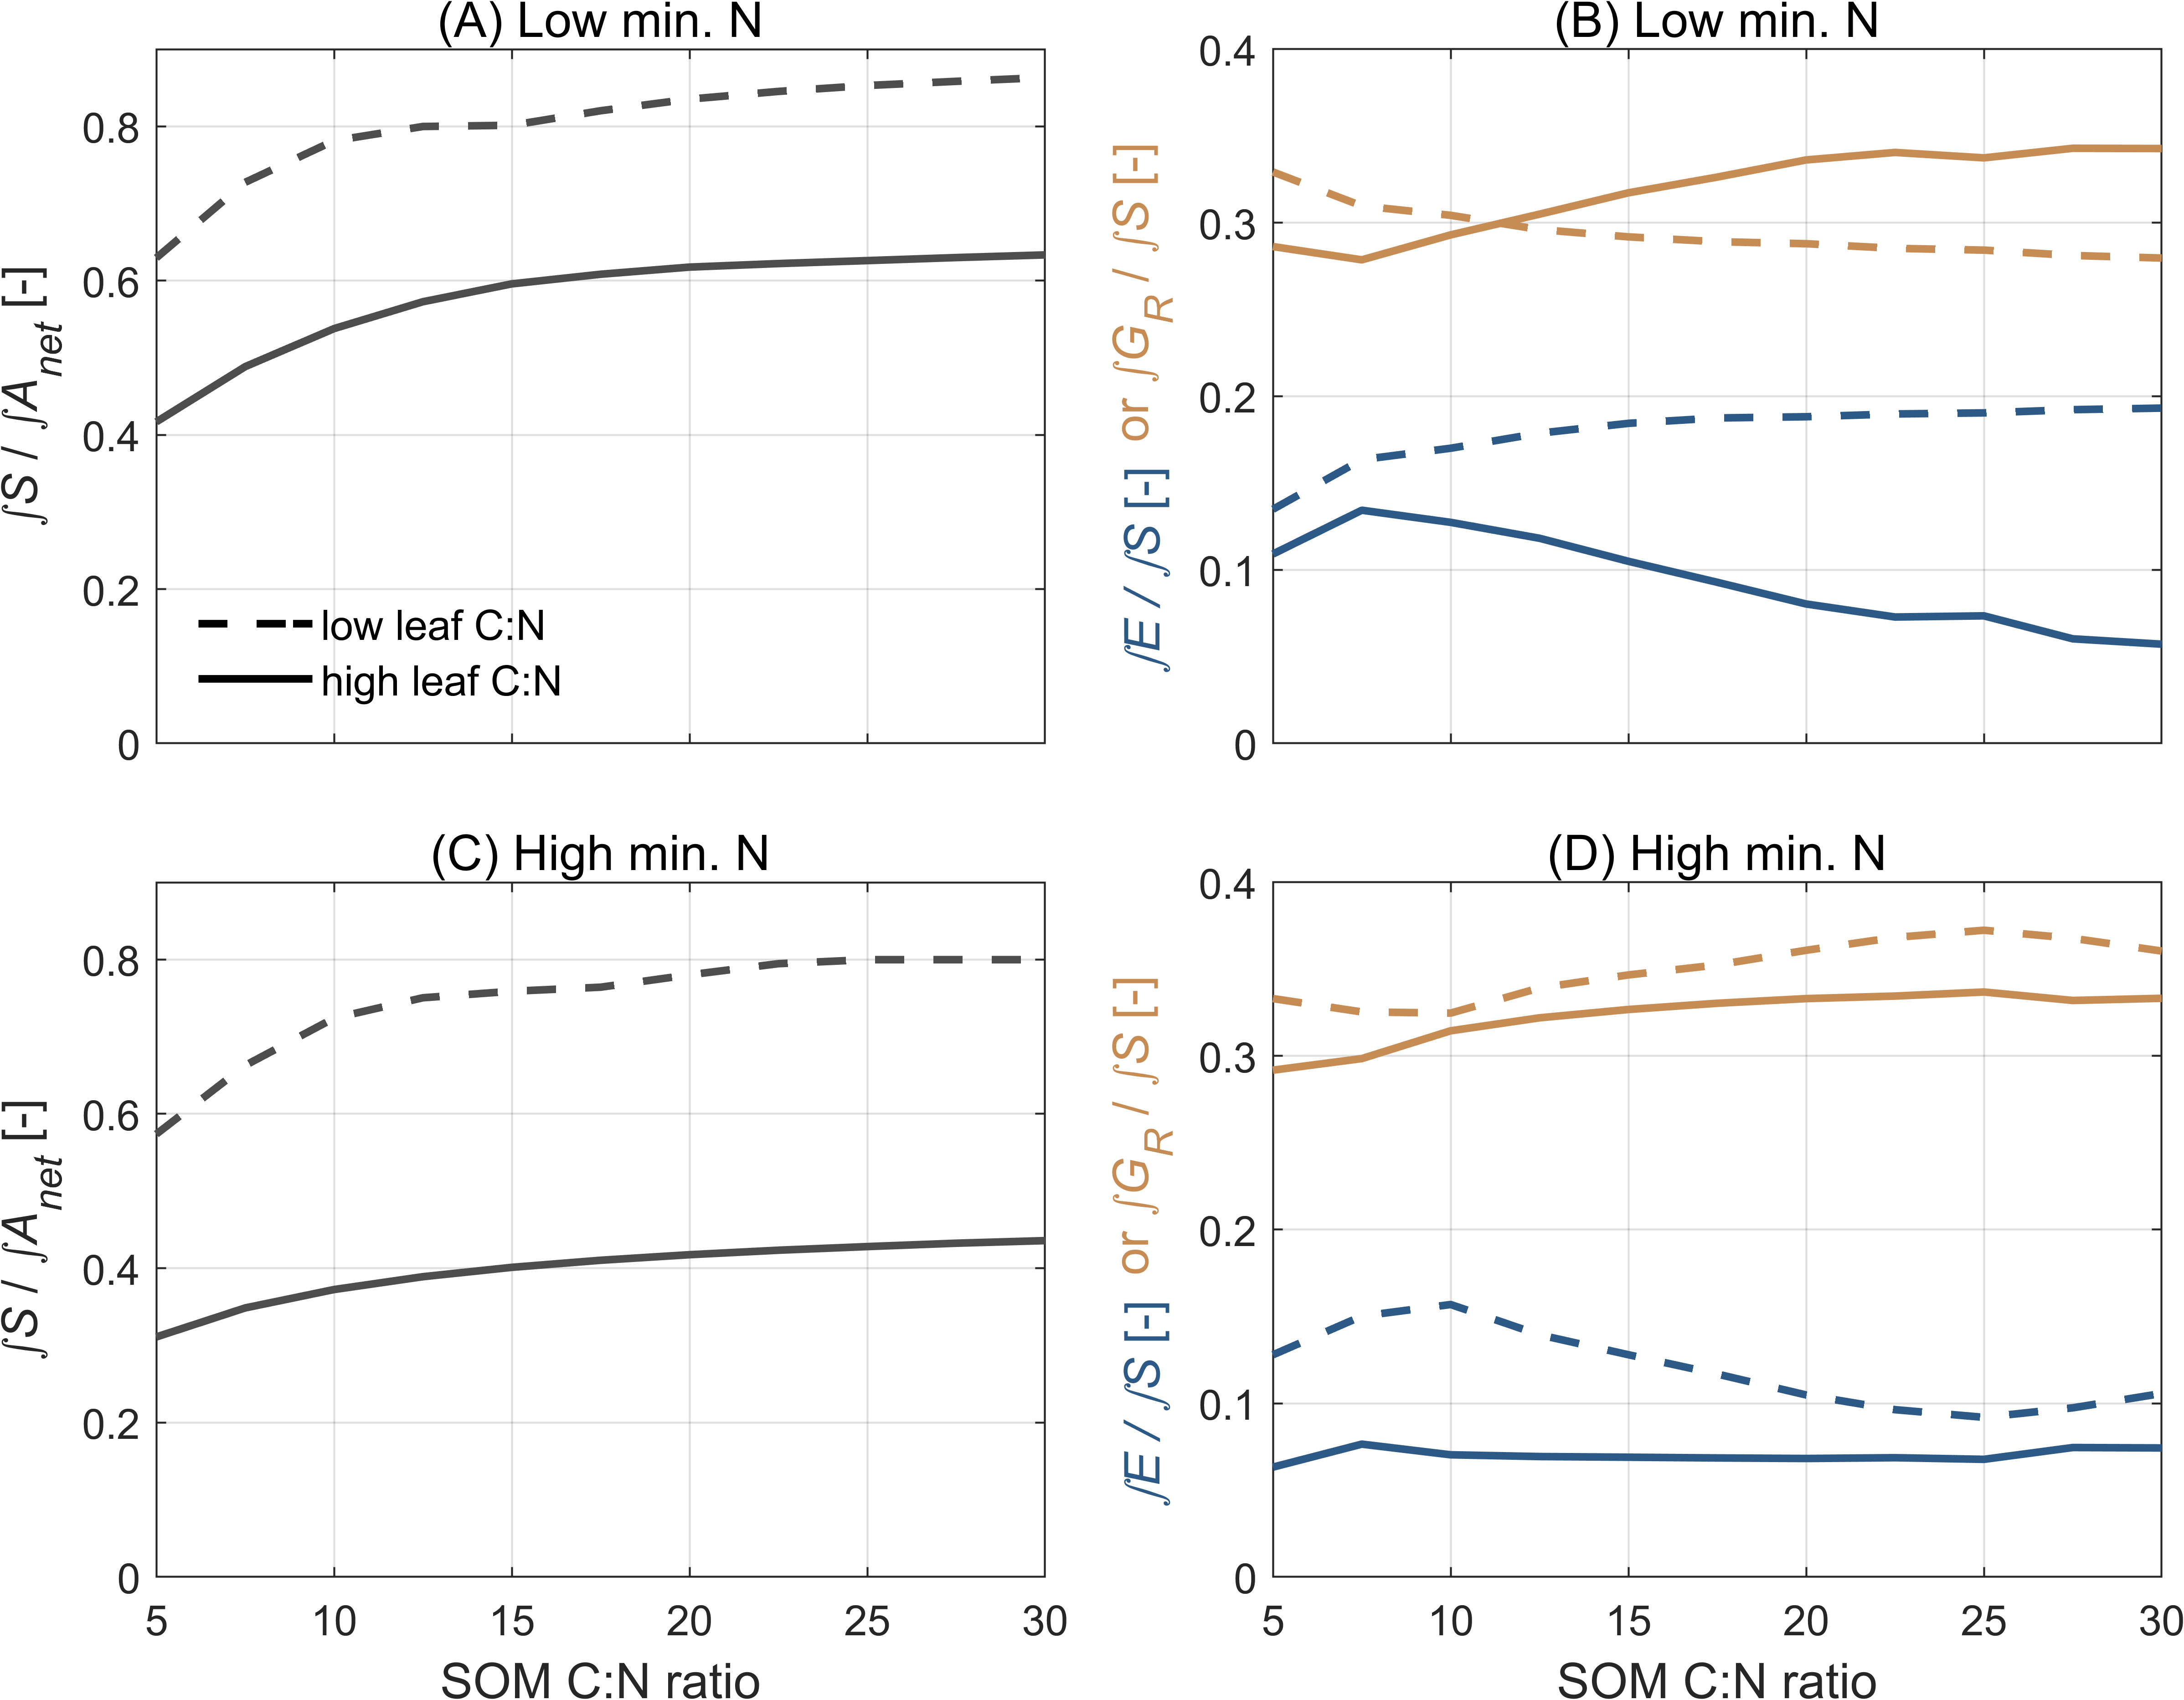 (A) Low min. N
0.8
0.6
0.4
0.2
0
∫S / ∫A_net [-]
low leaf C:N
high leaf C:N
(B) Low min. N
0.4
0.3
0.2
0.1
0
∫E / ∫S [-] or ∫G_R / ∫S [-]
(C) High min. N
0.8
0.6
0.4
0.2
0
5 10 15 20 25 30
∫S / ∫A_net [-]
SOM C:N ratio
(D) High min. N
0.4
0.3
0.2
0.1
0
5 10 15 20 25 30
∫E / ∫S [-] or ∫G_R / ∫S [-]
SOM C:N ratio